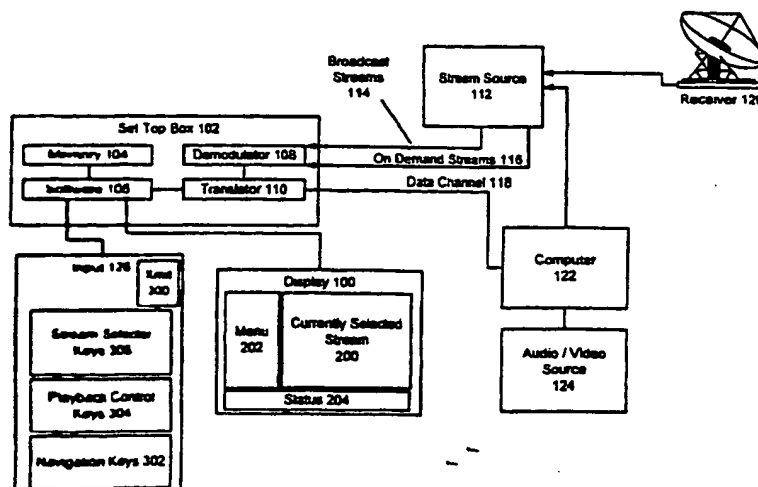 Broadcast
Streams
114
Stream Source
112
Receiver 120
Set Top Box 102
Memory 104
Demodulator 108
On Demand Streams 116
Software 106
Translator 110
Data Channel 118
Input 126
300
Display 100
Computer
122
Menu
202
Currently Selected
Stream
200
Stream Selector
Keys 306
Audio / Video
Source
124
Playback Control
Keys 304
Status 204
Navigation Keys 302